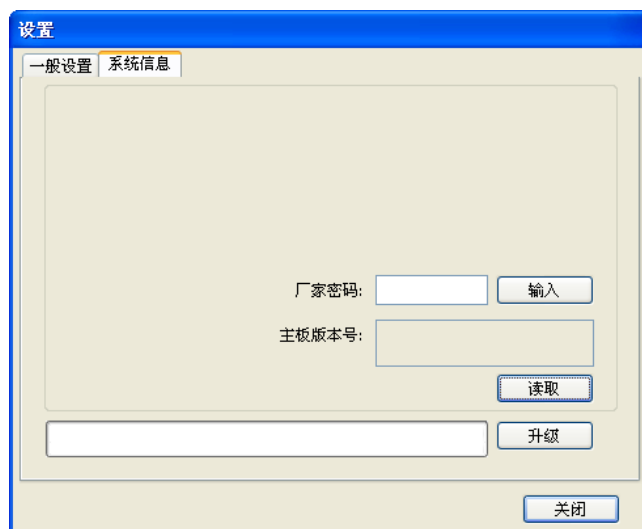 设置
一般设置 系统信息
厂家密码: 输入
主板版本号:
读取
升级
关闭